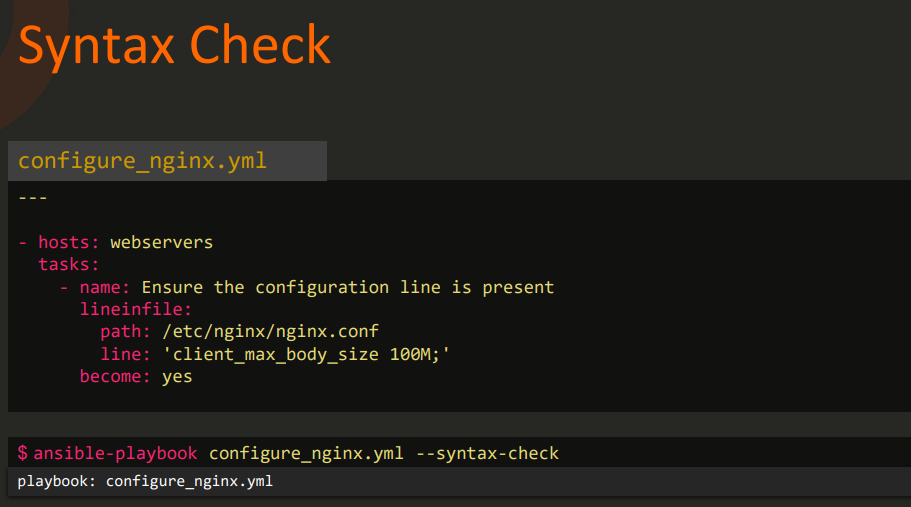 Syntax Check
configure_nginx.yml
---
- hosts: webservers
  tasks:
    - name: Ensure the configuration line is present
      lineinfile:
        path: /etc/nginx/nginx.conf
        line: 'client_max_body_size 100M;'
      become: yes
$ ansible-playbook configure_nginx.yml --syntax-check
playbook: configure_nginx.yml